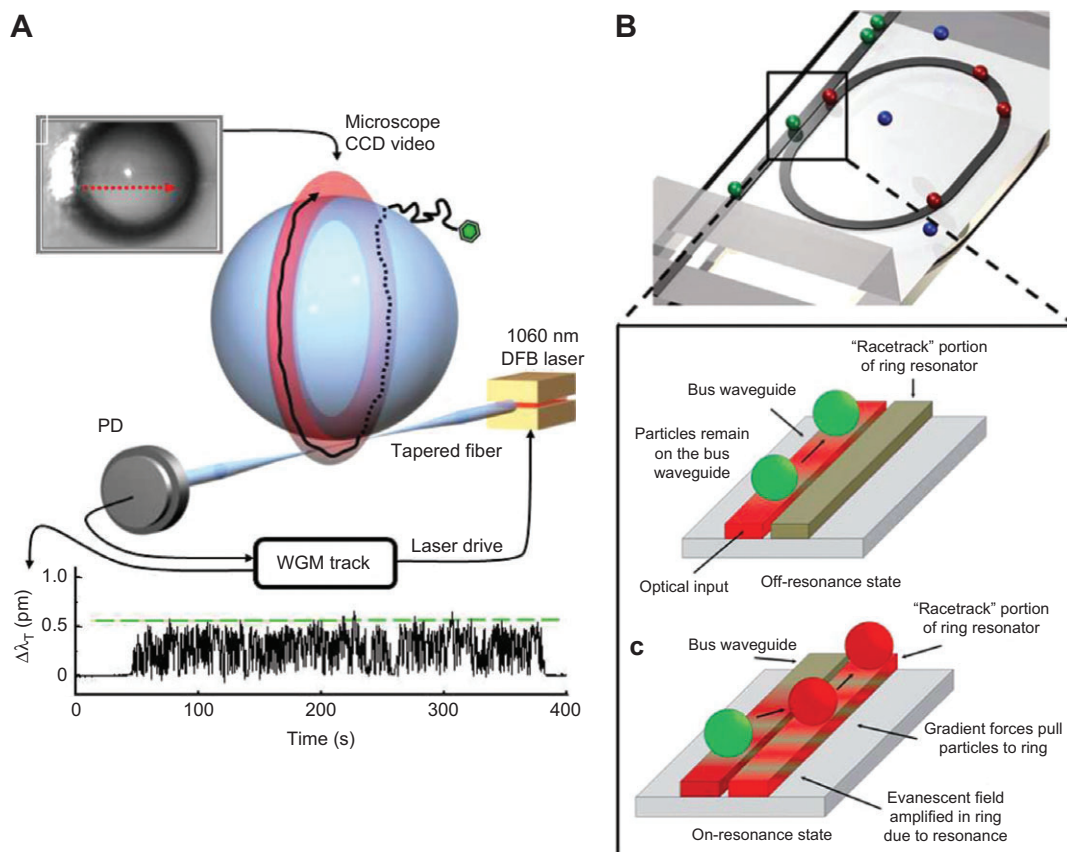 A
Microscope
CCD video
1060 nm
DFB laser
PD
Tapered fiber
WGM track
Laser drive
1.0
0.5
0
ΔλT (pm)
0
100
200
300
400
Time (s)
B
"Racetrack" portion
of ring resonator
Bus waveguide
Particles remain
on the bus
waveguide
Optical input
Off-resonance state
c
"Racetrack" portion
of ring resonator
Bus waveguide
Gradient forces pull
particles to ring
Evanescent field
amplified in ring
due to resonance
On-resonance state